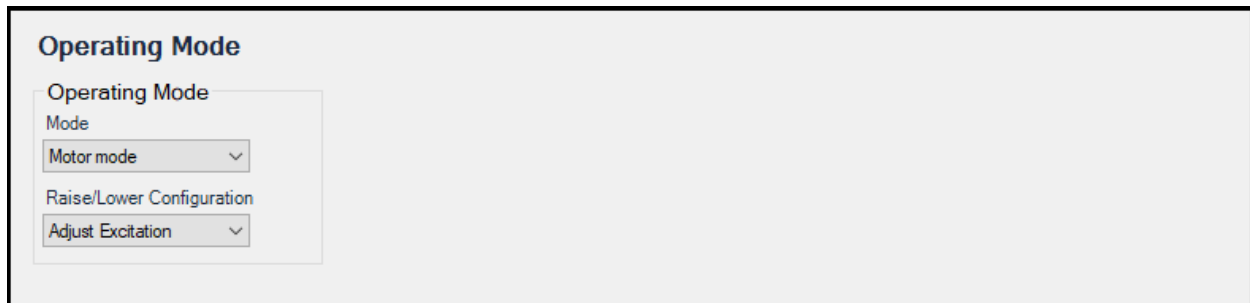 Operating Mode
Operating Mode
Mode
Motor mode
Raise/Lower Configuration
Adjust Excitation